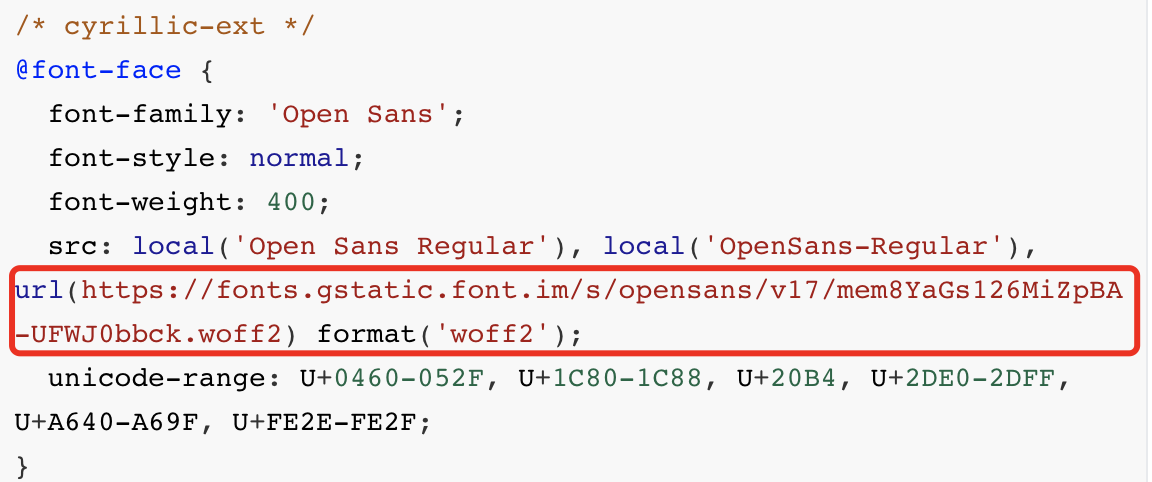 /* cyrillic-ext */
@font-face {
  font-family: 'Open Sans';
  font-style: normal;
  font-weight: 400;
  src: local('Open Sans Regular'), local('OpenSans-Regular'),
url(https://fonts.gstatic.font.im/s/opensans/v17/mem8YaGs126MiZpBA
-UFWJ0bbck.woff2) format('woff2');
  unicode-range: U+0460-052F, U+1C80-1C88, U+20B4, U+2DE0-2DFF,
U+A640-A69F, U+FE2E-FE2F;
}